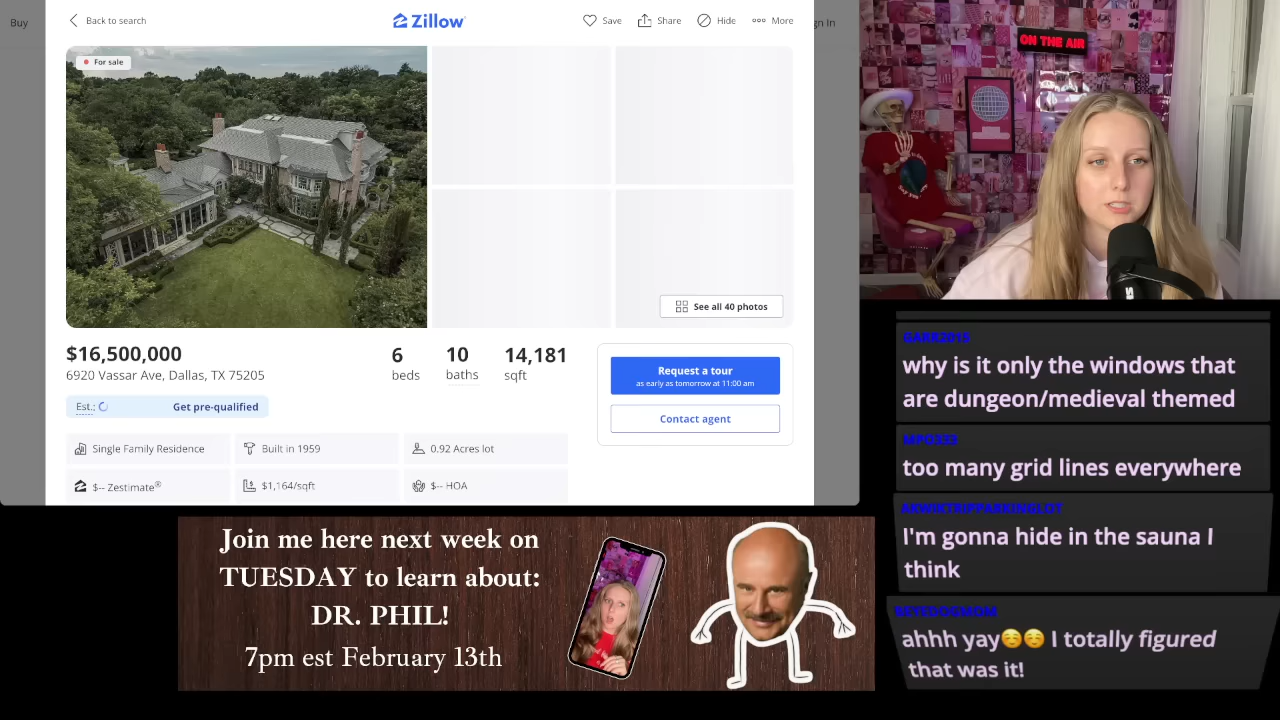 Buy
Back to search
Zillow
Save
Share
Hide
More
gn In
For sale
See all 40 photos
$16,500,000
6920 Vassar Ave, Dallas, TX 75205
6
beds
10
baths
14,181
sqft
Request a tour
as early as tomorrow at 11:00 am
Contact agent
Est.:
Get pre-qualified
Single Family Residence
Built in 1959
0.92 Acres lot
$-- Zestimate®
$1,164/sqft
$-- HOA
ON THE AIR
why is it only the windows that
are dungeon/medieval themed
MPO333
too many grid lines everywhere
I'm gonna hide in the sauna I
think
BETSDOGMOM
ahhh yay☺️☺️ I totally figured
that was it!
Join me here next week on
TUESDAY to learn about:
DR. PHIL!
7pm est February 13th